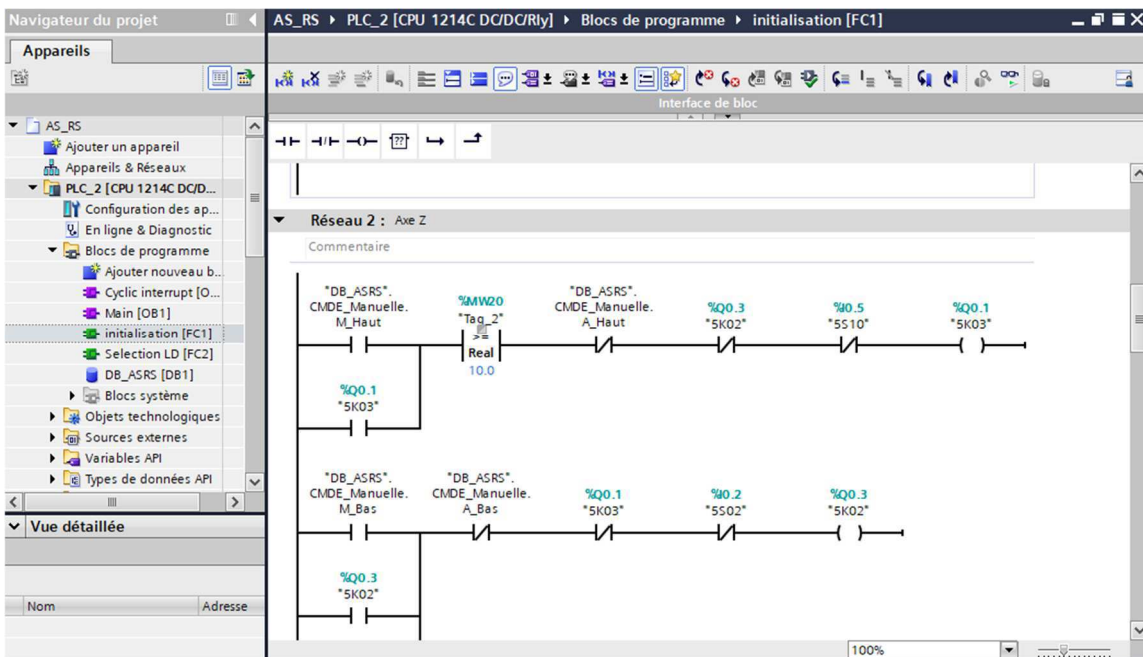 Navigateur du projet
AS_RS ▸ PLC_2 [CPU 1214C DC/DC/Rly] ▸ Blocs de programme ▸ initialisation [FC1]
Appareils
Interface de bloc
AS_RS
Ajouter un appareil
Appareils & Réseaux
PLC_2 [CPU 1214C DC/D...
Configuration des ap...
En ligne & Diagnostic
Blocs de programme
Ajouter nouveau b...
Cyclic interrupt [O...
Main [OB1]
initialisation [FC1]
Selection LD [FC2]
DB_ASRS [DB1]
Blocs système
Objets technologiques
Sources externes
Variables API
Types de données API
Vue détaillée
Nom Adresse
??
Réseau 2 : Axe Z
Commentaire
"DB_ASRS".
CMDE_Manuelle.
M_Haut
%MW20
"Tag_2"
>=
Real
10.0
"DB_ASRS".
CMDE_Manuelle.
A_Haut
%Q0.3
"5K02"
%I0.5
"5S10"
%Q0.1
"5K03"
%Q0.1
"5K03"
"DB_ASRS".
CMDE_Manuelle.
M_Bas
"DB_ASRS".
CMDE_Manuelle.
A_Bas
%Q0.1
"5K03"
%I0.2
"5S02"
%Q0.3
"5K02"
%Q0.3
"5K02"
100%